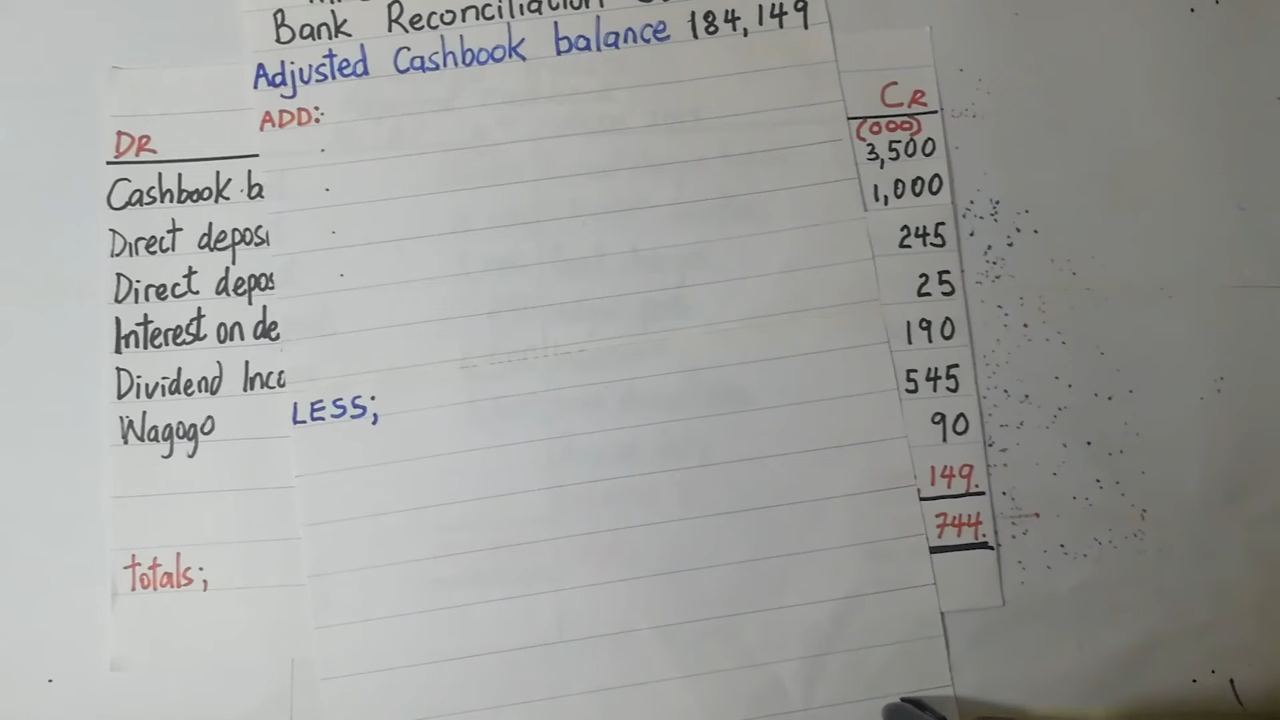 Bank Reconciliation
Adjusted Cashbook balance 184,149
ADD:
LESS;
DR
Cashbook b
Direct deposi
Direct depos
Interest on de
Dividend Inco
Wagogo
totals;
CR
(000)
3,500
1,000
245
25
190
545
90
149.
744.